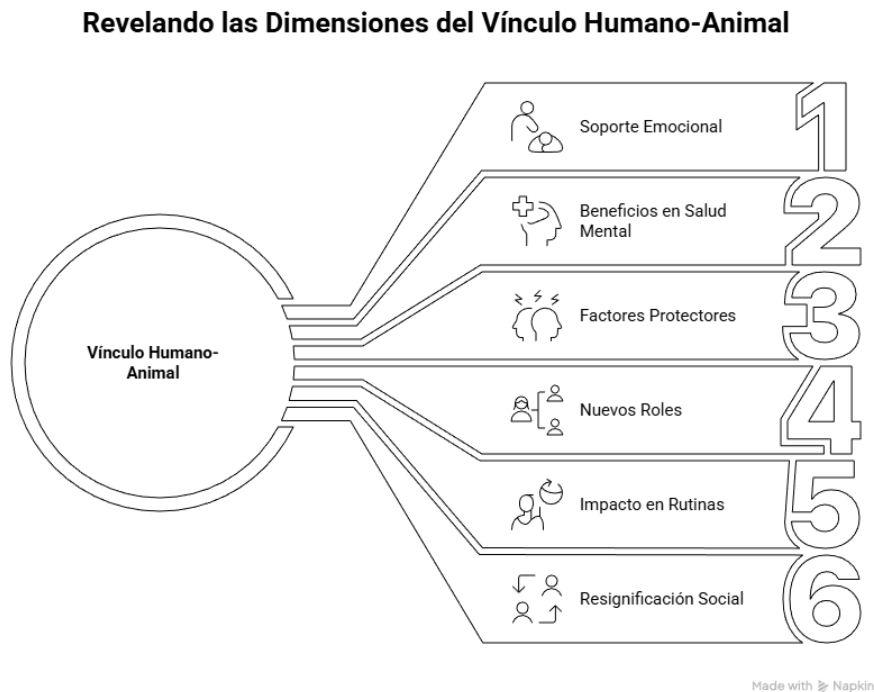 Revelando las Dimensiones del Vínculo Humano-Animal
Vínculo Humano-
Animal
Soporte Emocional
1
Beneficios en Salud
Mental
2
Factores Protectores
3
Nuevos Roles
4
Impacto en Rutinas
5
Resignificación Social
6
Made with Napkin